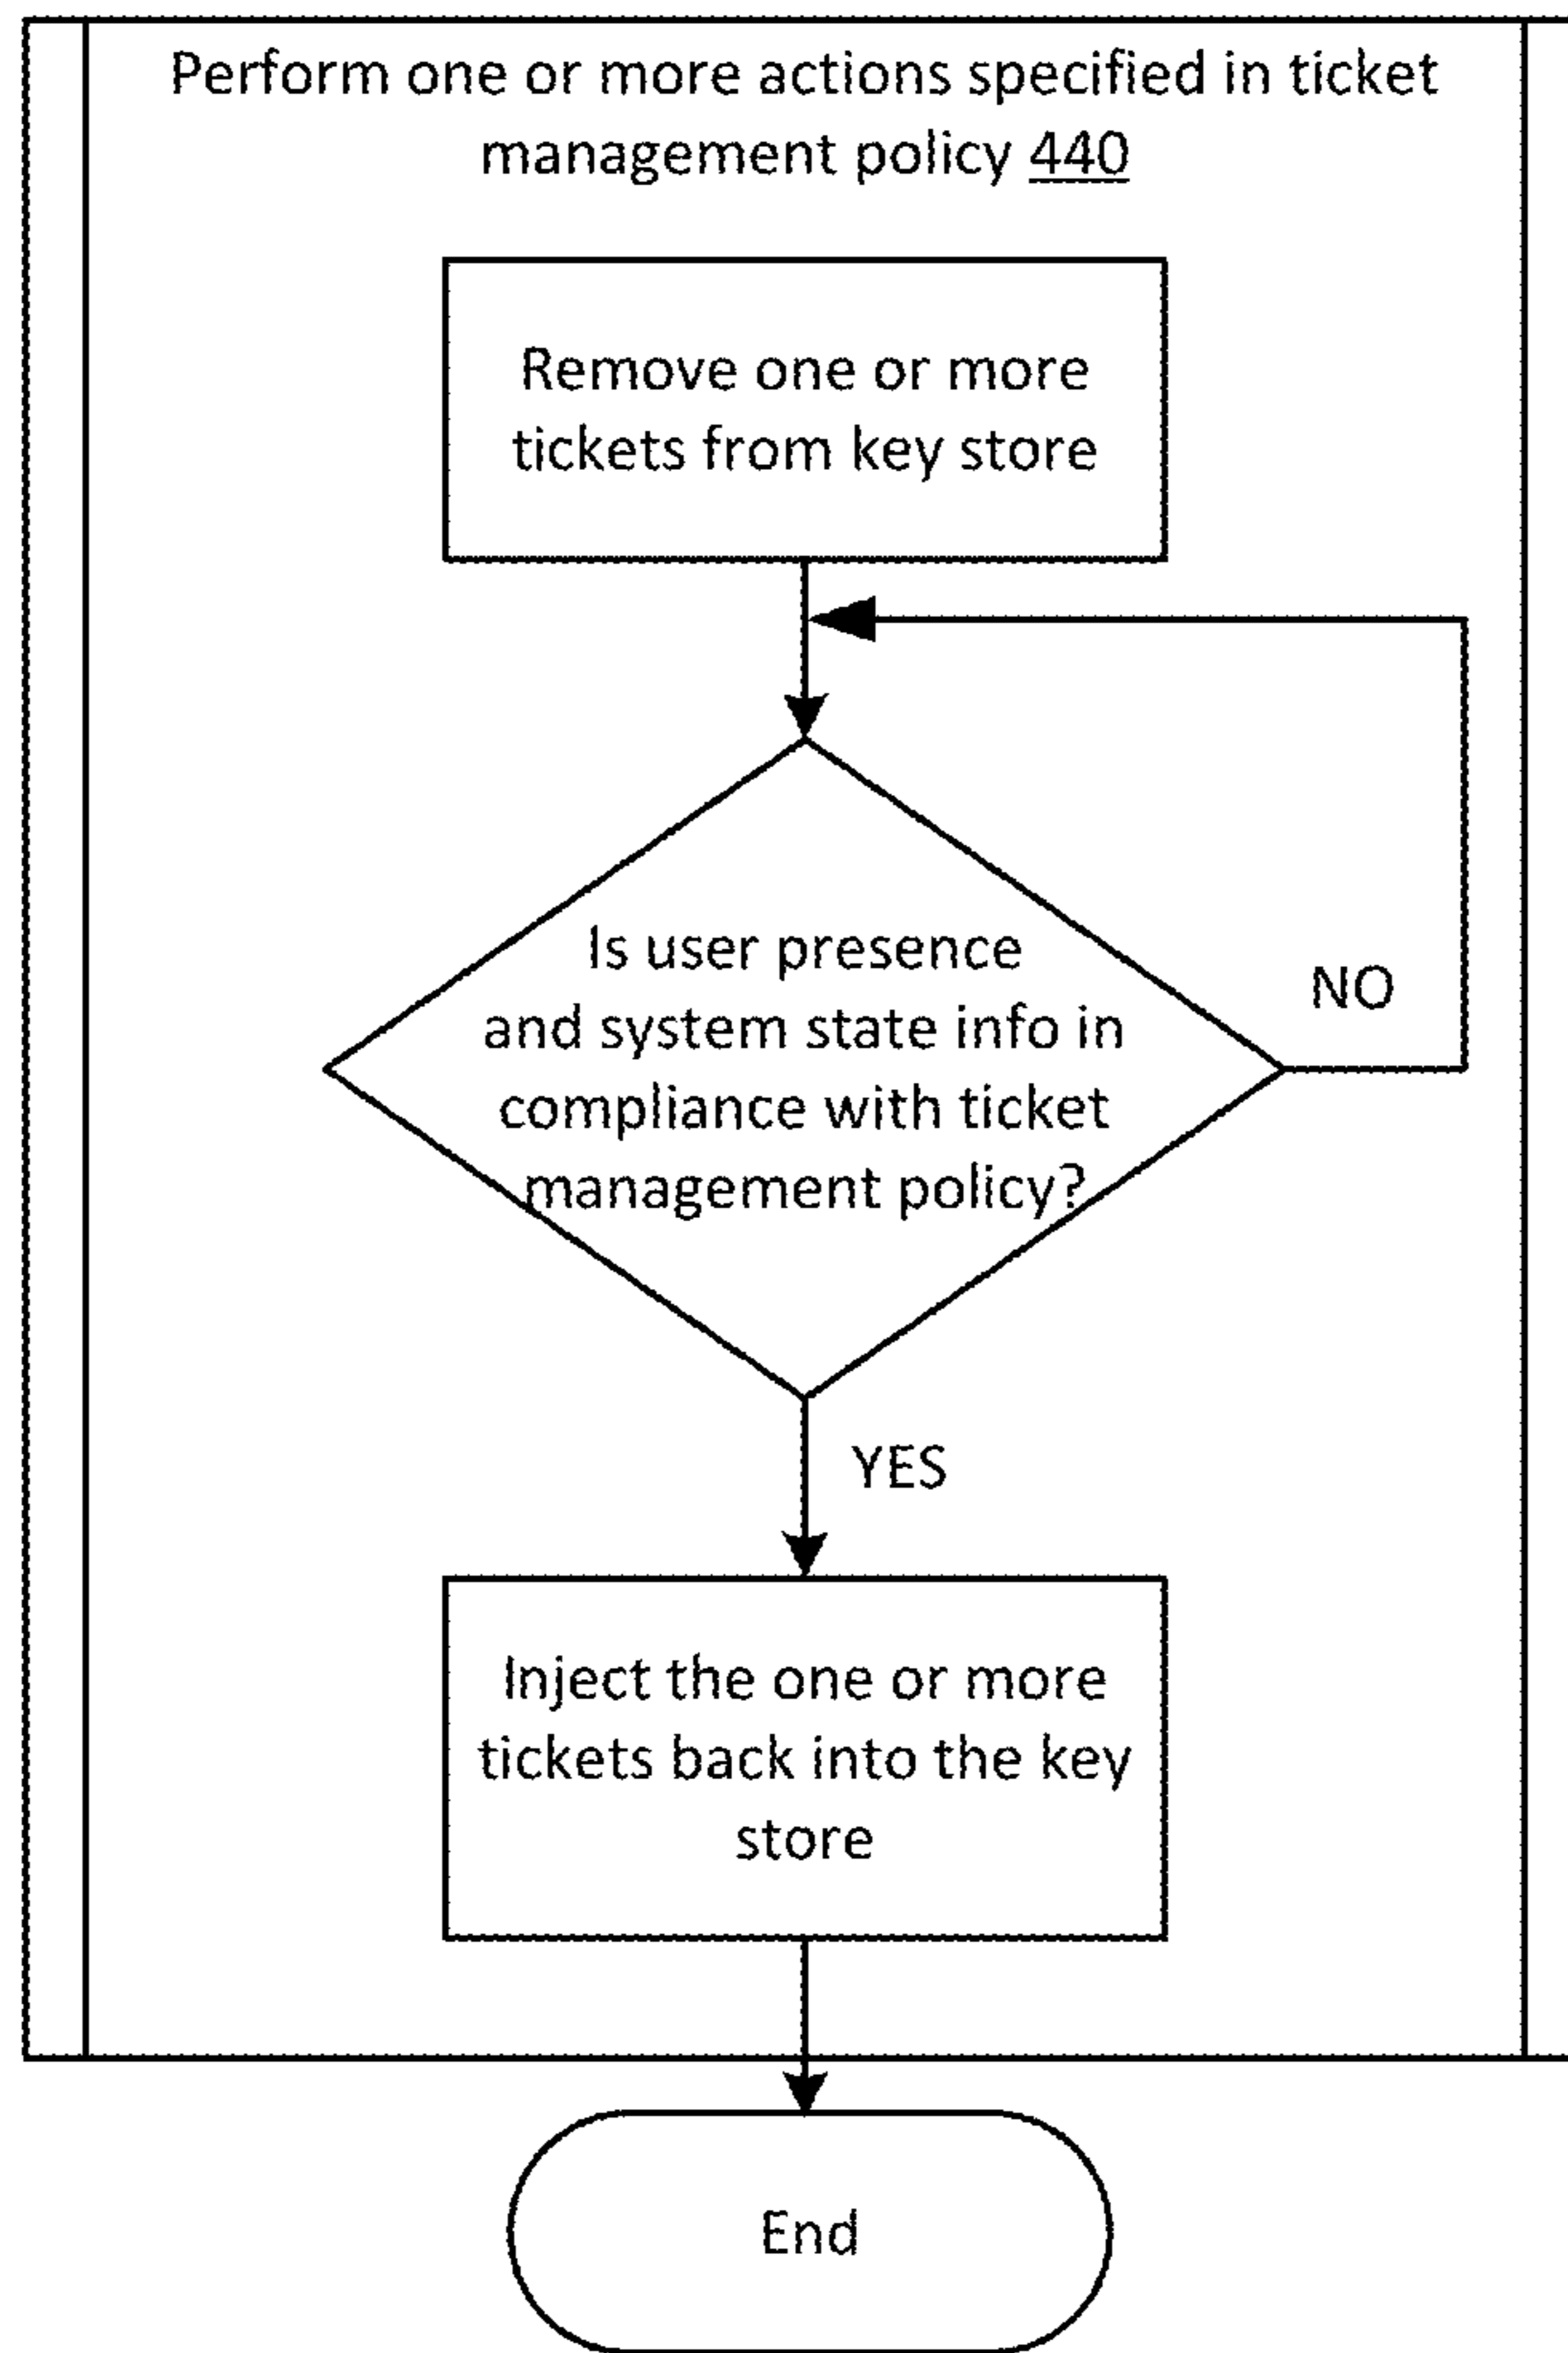 Perform one or more actions specified in ticket
management policy 440
Remove one or more
tickets from key store
Is user presence
and system state info in
compliance with ticket
management policy?
NO
YES
Inject the one or more
tickets back into the key
store
End